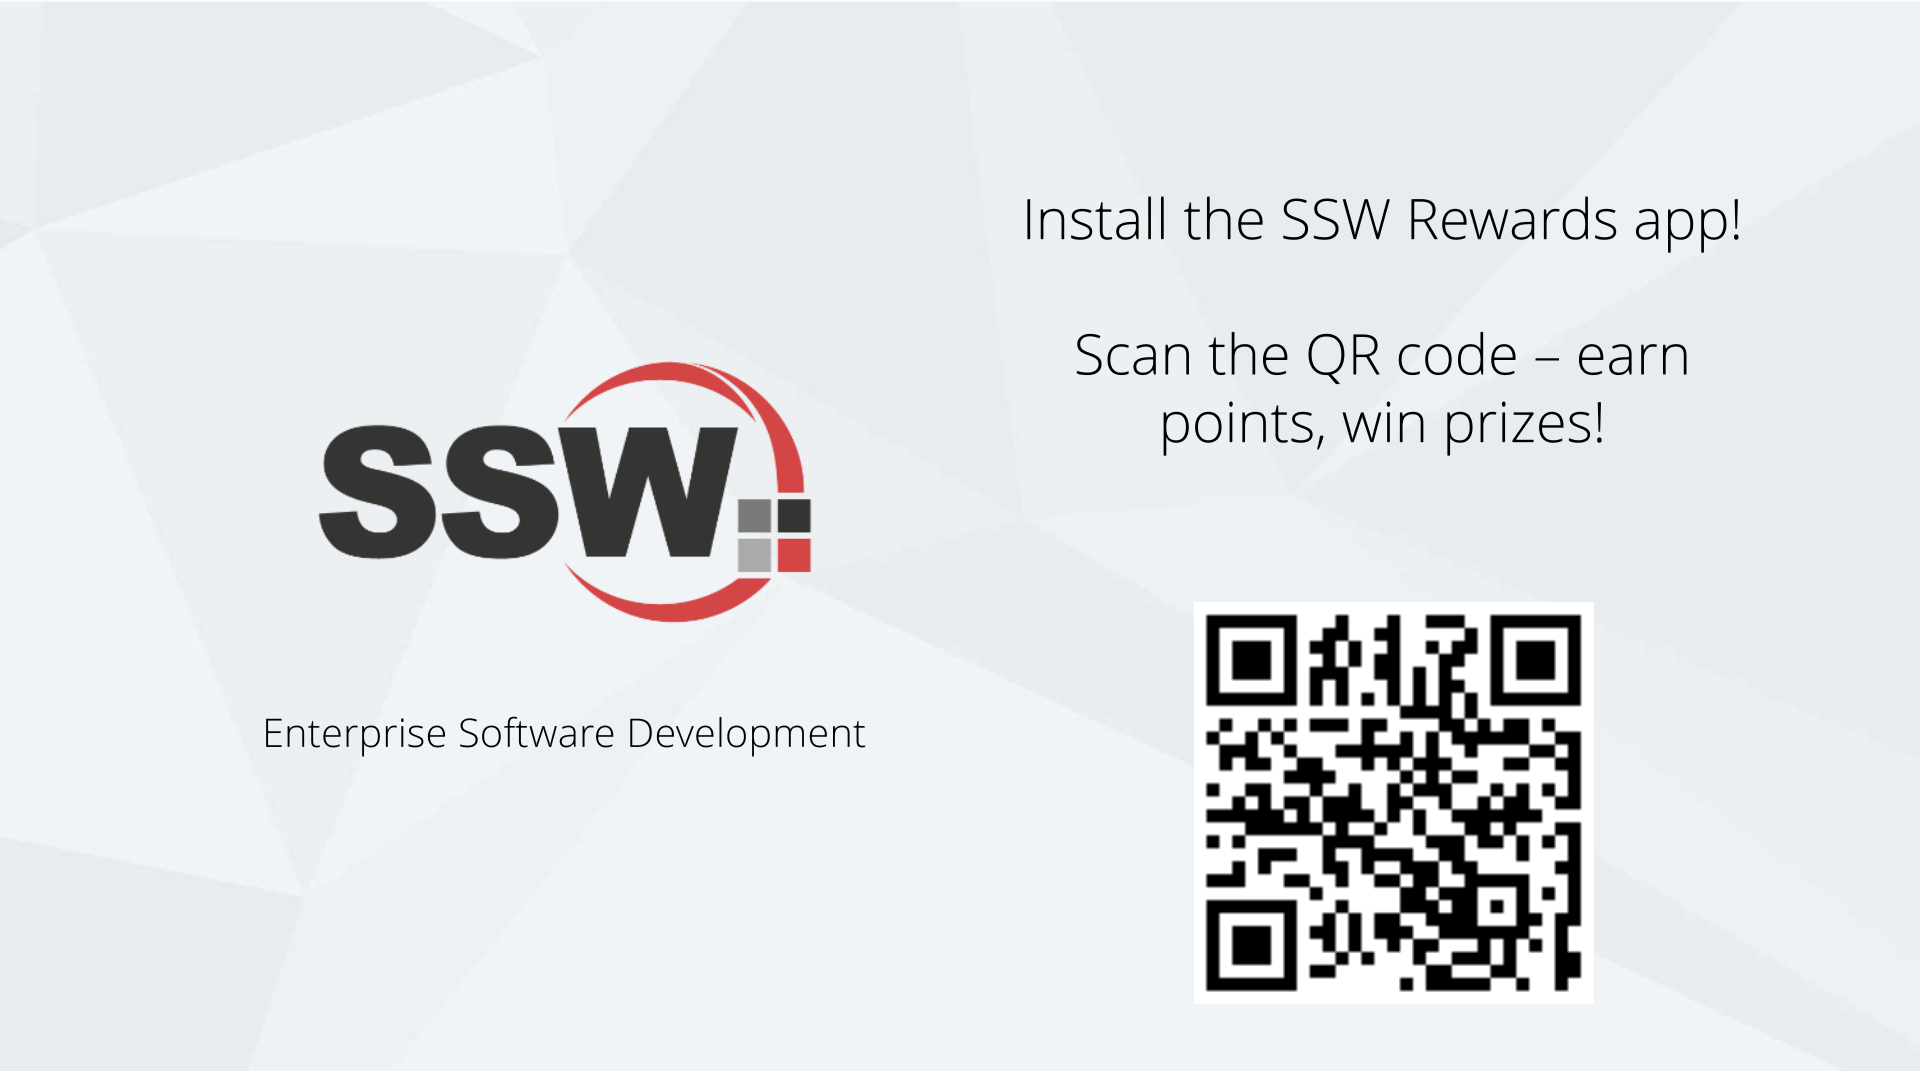 Install the SSW Rewards app!
Scan the QR code – earn
points, win prizes!
SSW
Enterprise Software Development